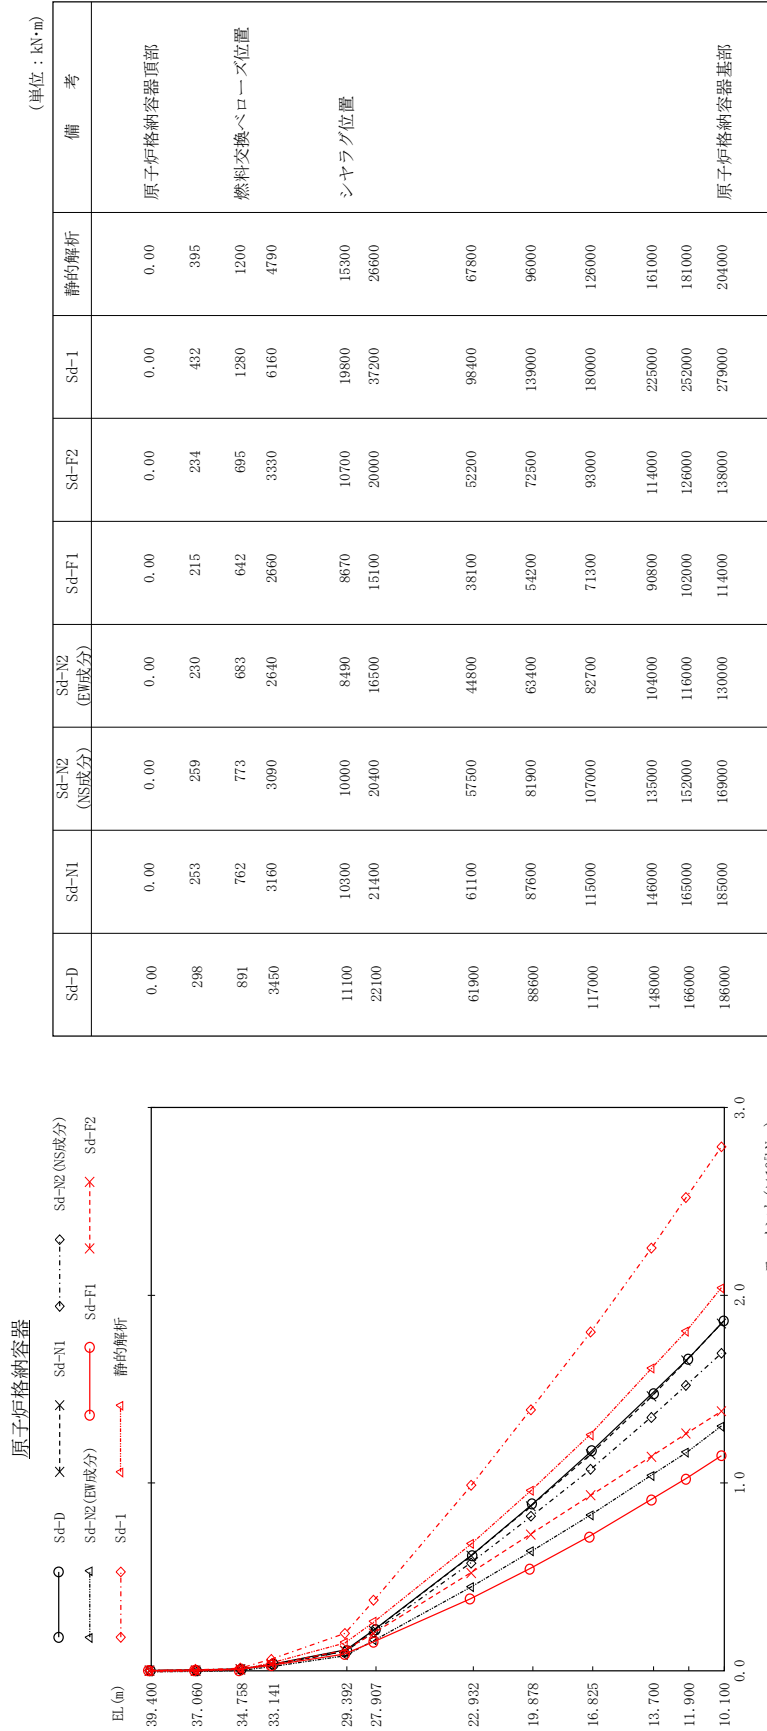 原子炉格納容器
Sd-D Sd-N1 Sd-N2(NS成分)
Sd-N2(EW成分) Sd-F1 Sd-F2
Sd-1 静的解析
EL(m)
39.400
37.060
34.758
33.141
29.392
27.907
22.932
19.878
16.825
13.700
11.900
10.100
0.0 1.0 2.0 3.0
(単位:kN・m)
Sd-D Sd-N1 Sd-N2(NS成分) Sd-N2(EW成分) Sd-F1 Sd-F2 Sd-1 静的解析 備 考
0.00 0.00 0.00 0.00 0.00 0.00 0.00 0.00 原子炉格納容器頂部
298 253 259 230 215 234 432 395
891 762 773 683 642 695 1280 1200 燃料交換ベローズ位置
3450 3160 3090 2640 2660 3330 6160 4790
11100 10300 10000 8490 8670 10700 19800 15300 シヤラグ位置
22100 21400 20400 16500 15100 20000 37200 26600
61900 61100 57500 44800 38100 52200 98400 67800
88600 87600 81900 63400 54200 72500 139000 96000
117000 115000 107000 82700 71300 93000 180000 126000
148000 146000 135000 104000 90800 114000 225000 161000
166000 165000 152000 116000 102000 126000 252000 181000
186000 185000 169000 130000 114000 138000 279000 204000 原子炉格納容器基部